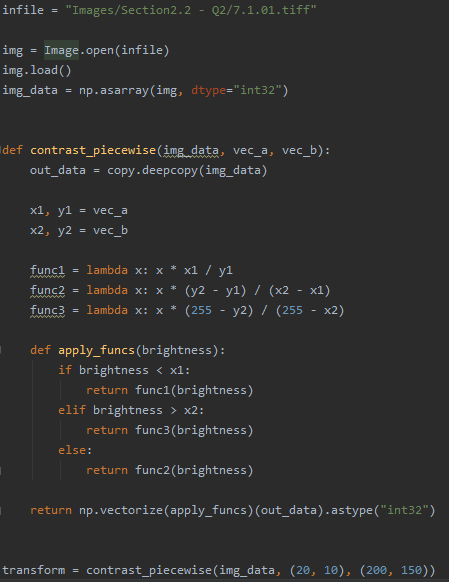 infile = "Images/Section2.2 - Q2/7.1.01.tiff"
img = Image.open(infile)
img.load()
img_data = np.asarray(img, dtype="int32")
def contrast_piecewise(img_data, vec_a, vec_b):
out_data = copy.deepcopy(img_data)
x1, y1 = vec_a
x2, y2 = vec_b
func1 = lambda x: x * x1 / y1
func2 = lambda x: x * (y2 - y1) / (x2 - x1)
func3 = lambda x: x * (255 - y2) / (255 - x2)
def apply_funcs(brightness):
if brightness < x1:
return func1(brightness)
elif brightness > x2:
return func3(brightness)
else:
return func2(brightness)
return np.vectorize(apply_funcs)(out_data).astype("int32")
transform = contrast_piecewise(img_data, (20, 10), (200, 150))